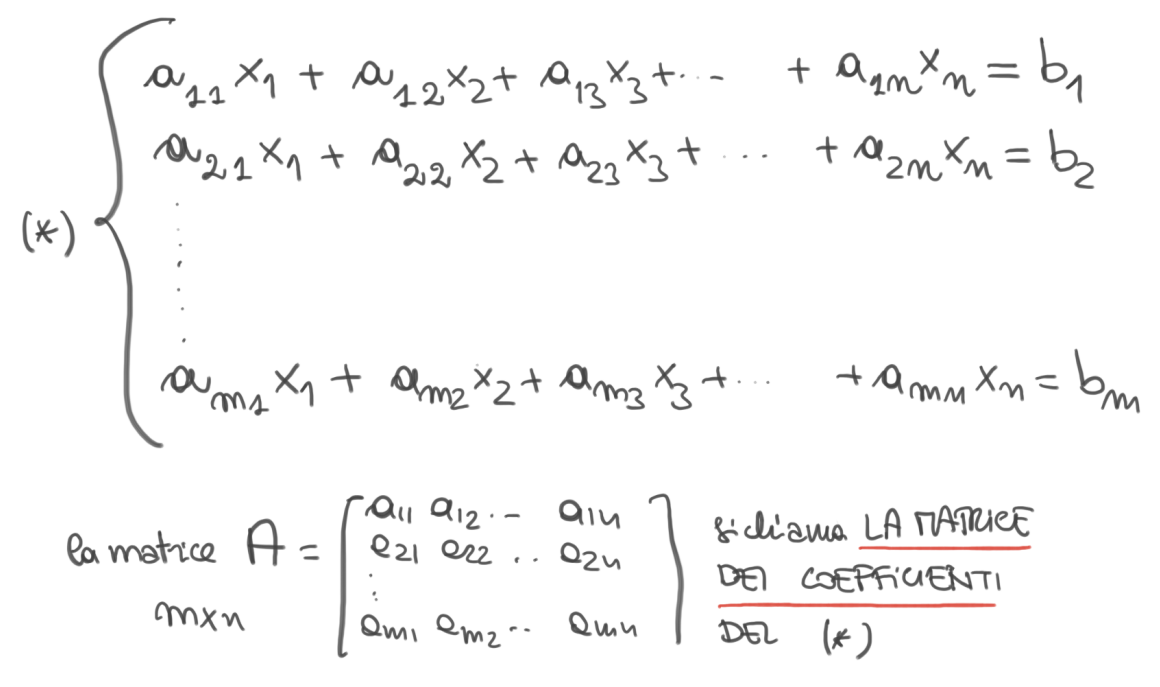 a₁₁x₁ + a₁₂x₂ + a₁₃x₃ + ... + a₁ₙxₙ = b₁
a₂₁x₁ + a₂₂x₂ + a₂₃x₃ + ... + a₂ₙxₙ = b₂
(*)
aₘ₁x₁ + aₘ₂x₂ + aₘ₃x₃ + ... + aₘₙxₙ = bₘ
a₁₁ a₁₂ ... a₁ₙ
la matrice A = a₂₁ a₂₂ .. a₂ₙ si chiama LA MATRICE
m×n aₘ₁ aₘ₂ .. aₘₙ DEI COEFFICIENTI
DEL (*)